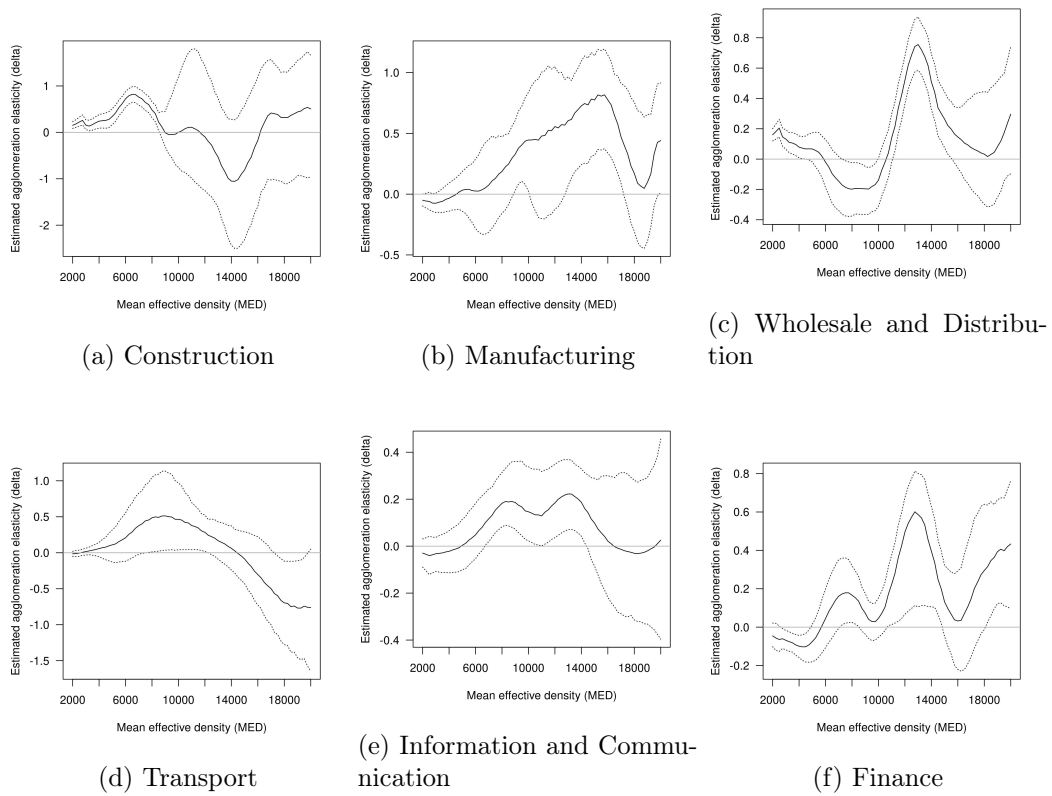 Estimated agglomeration elasticity (delta)
1
0
-1
-2
2000 6000 10000 14000 18000
Mean effective density (MED)
(a) Construction
Estimated agglomeration elasticity (delta)
1.0
0.5
0.0
-0.5
2000 6000 10000 14000 18000
Mean effective density (MED)
(b) Manufacturing
Estimated agglomeration elasticity (delta)
0.8
0.6
0.4
0.2
0.0
-0.2
-0.4
2000 6000 10000 14000 18000
Mean effective density (MED)
(c) Wholesale and Distribu-
tion
Estimated agglomeration elasticity (delta)
1.0
0.5
0.0
-0.5
-1.0
-1.5
2000 6000 10000 14000 18000
Mean effective density (MED)
(d) Transport
Estimated agglomeration elasticity (delta)
0.4
0.2
0.0
-0.2
-0.4
2000 6000 10000 14000 18000
Mean effective density (MED)
(e) Information and Commu-
nication
Estimated agglomeration elasticity (delta)
0.8
0.6
0.4
0.2
0.0
-0.2
2000 6000 10000 14000 18000
Mean effective density (MED)
(f) Finance